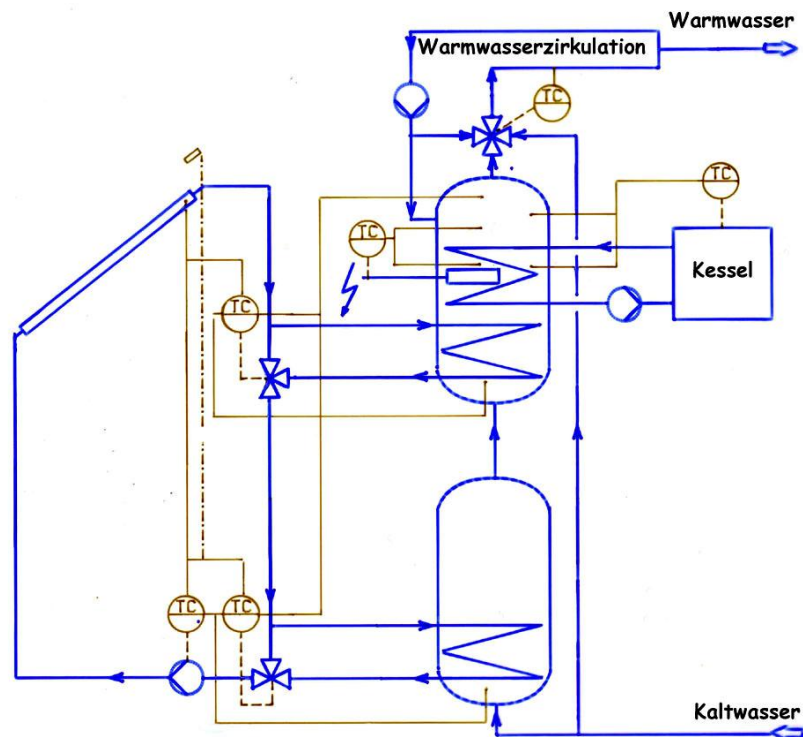 Warmwasser
Warmwasserzirkulation
TC
TC
TC
Kessel
TC
TC
TC
Kaltwasser